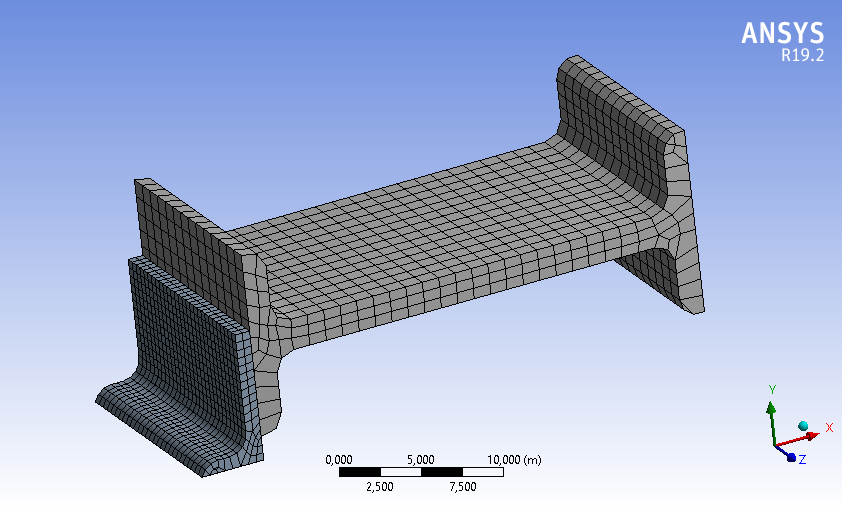 ANSYS
R19.2
0,000 5,000 10,000 (m)
2,500 7,500
Y
X
Z